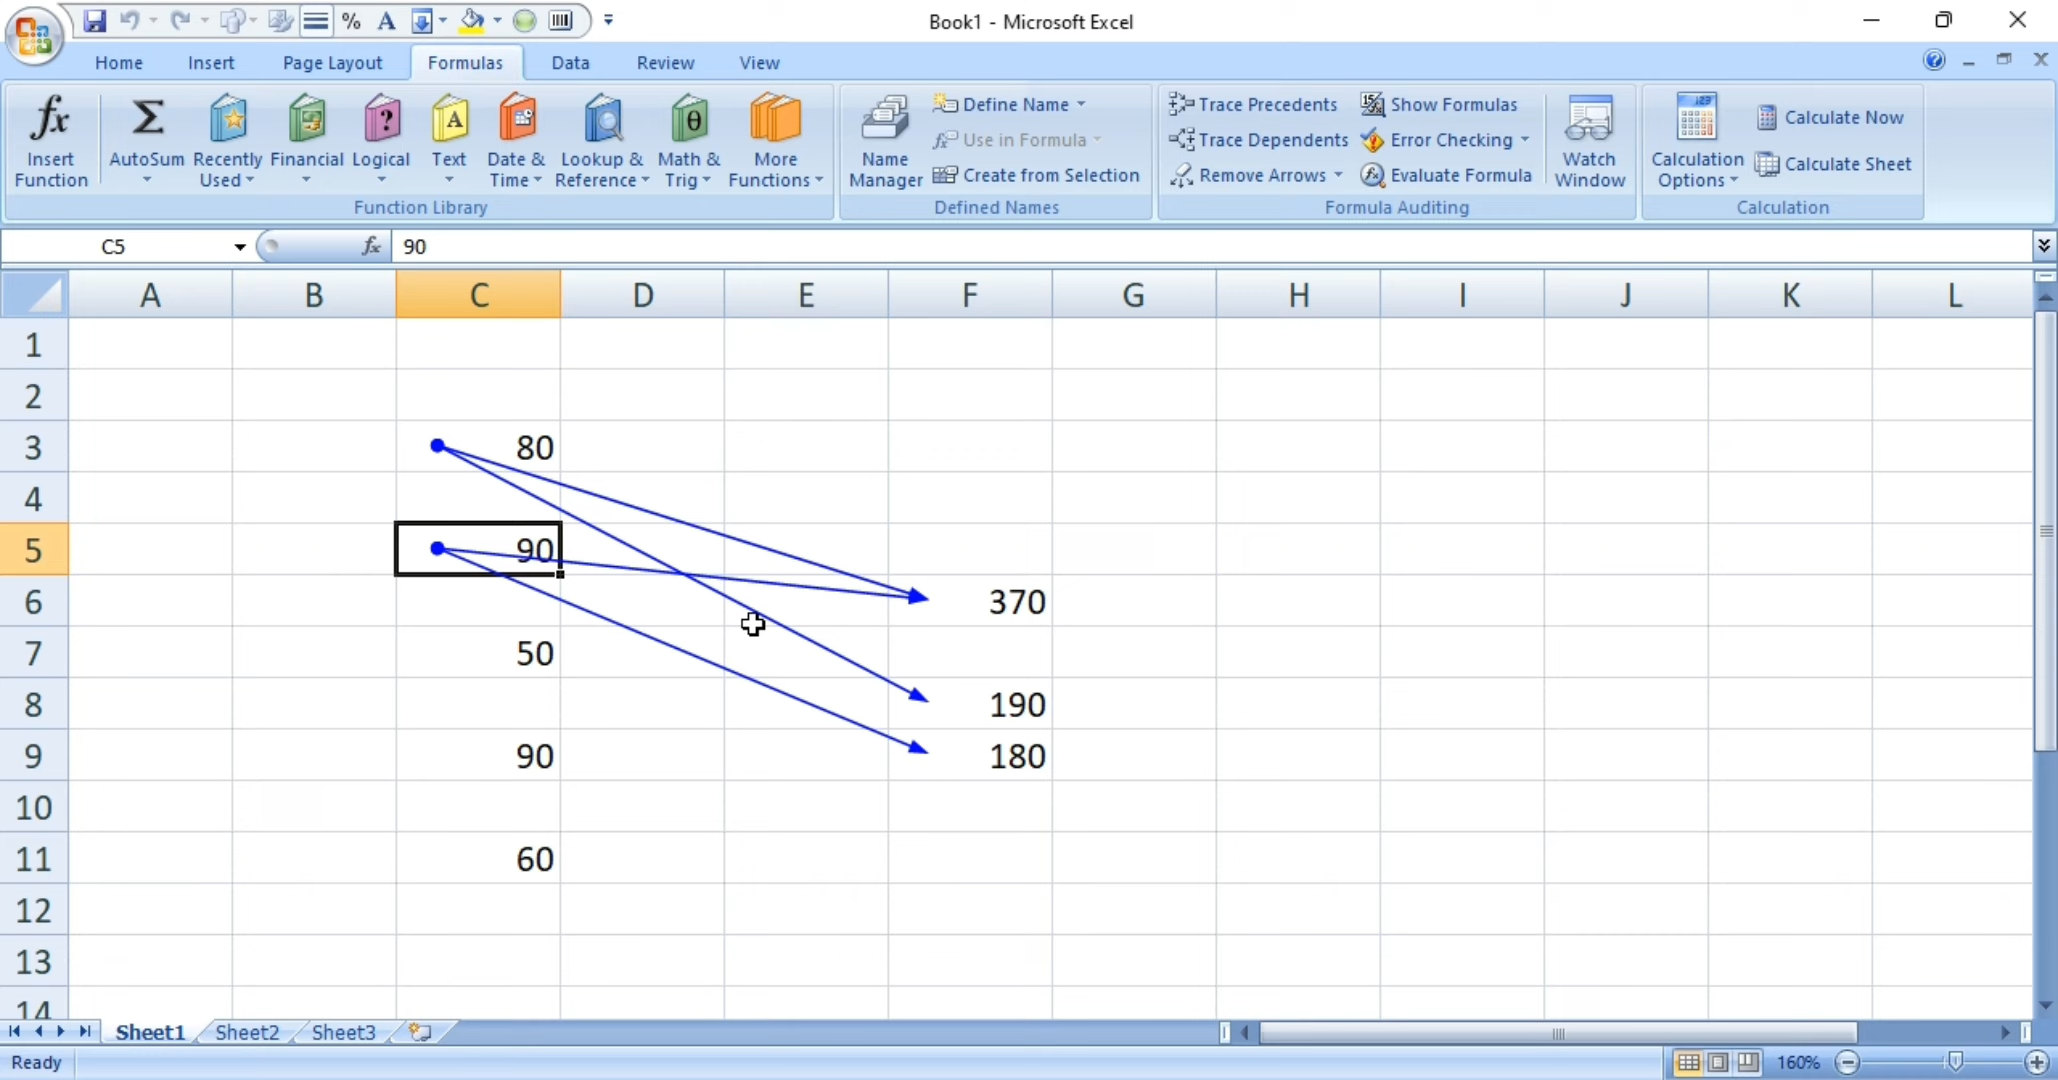 Book1 - Microsoft Excel
Home Insert Page Layout Formulas Data Review View
fx Σ Define Name Trace Precedents Show Formulas
Insert Function AutoSum Recently Used Financial Logical Text Date & Time Lookup & Reference Math & Trig More Functions
Name Manager Use in Formula Create from Selection
Trace Dependents Error Checking
Remove Arrows Evaluate Formula
Watch Window Calculation Options Calculate Now Calculate Sheet
Function Library Defined Names Formula Auditing Calculation
C5 fx 90
A B C D E F G H I J K L
1
2
3 80
4
5 90
6 370
7 50
8 190
9 90 180
10
11 60
12
13
14
Sheet1 Sheet2 Sheet3
Ready 160%